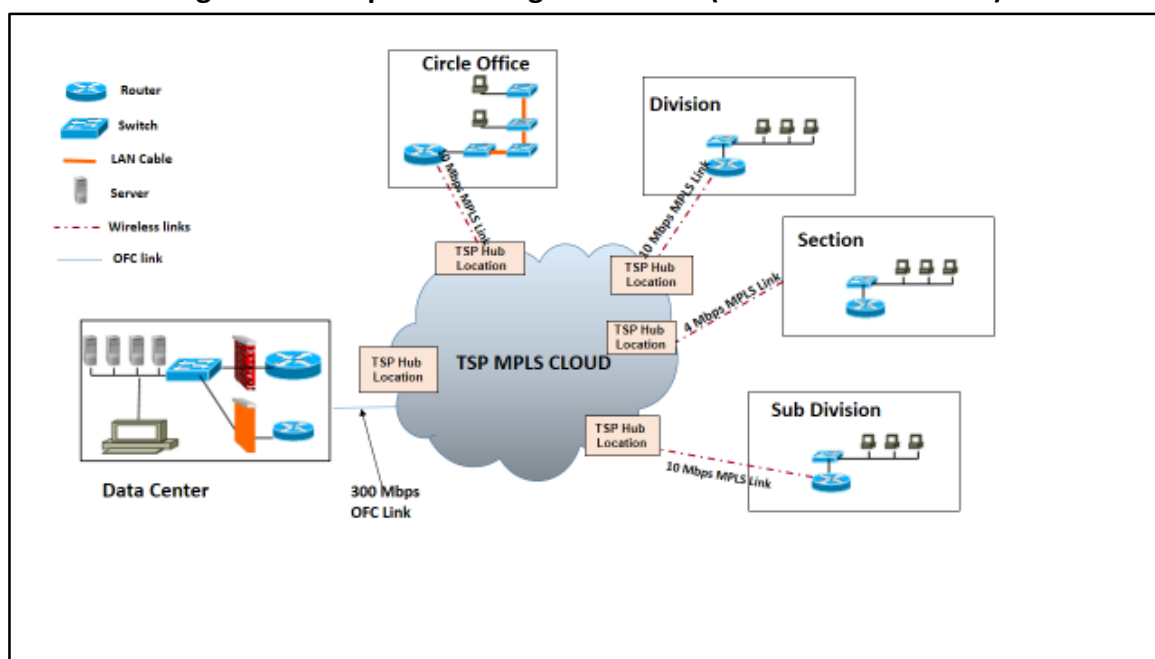 Router
Switch
LAN Cable
Server
Wireless links
OFC link
Circle Office
Division
Section
Sub Division
Data Center
10 Mbps MPLS Link
10 Mbps MPLS Link
4 Mbps MPLS Link
10 Mbps MPLS Link
TSP Hub
Location
TSP Hub
Location
TSP Hub
Location
TSP Hub
Location
TSP Hub
Location
TSP MPLS CLOUD
300 Mbps
OFC Link